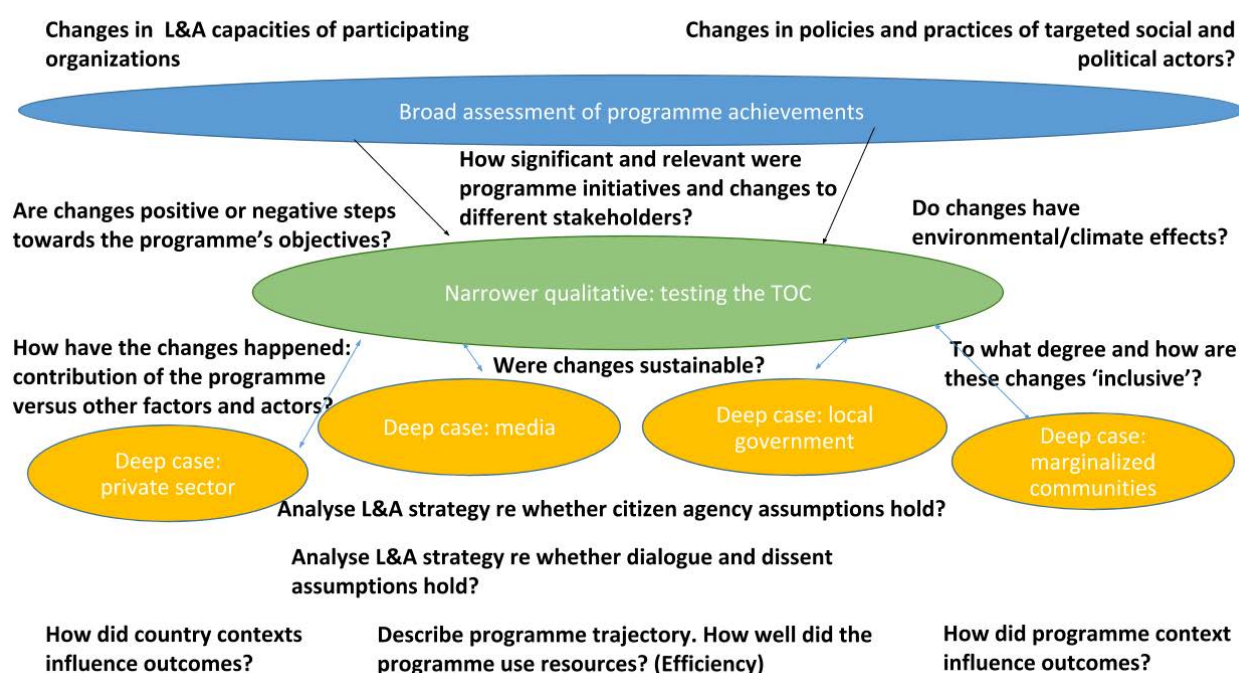 Changes in L&A capacities of participating
organizations
Changes in policies and practices of targeted social and
political actors?
Broad assessment of programme achievements
How significant and relevant were
programme initiatives and changes to
different stakeholders?
Are changes positive or negative steps
towards the programme's objectives?
Do changes have
environmental/climate effects?
Narrower qualitative: testing the TOC
How have the changes happened:
contribution of the programme
versus other factors and actors?
Were changes sustainable?
To what degree and how are
these changes 'inclusive'?
Deep case:
private sector
Deep case: media
Deep case: local
government
Deep case:
marginalized
communities
Analyse L&A strategy re whether citizen agency assumptions hold?
Analyse L&A strategy re whether dialogue and dissent
assumptions hold?
How did country contexts
influence outcomes?
Describe programme trajectory. How well did the
programme use resources? (Efficiency)
How did programme context
influence outcomes?